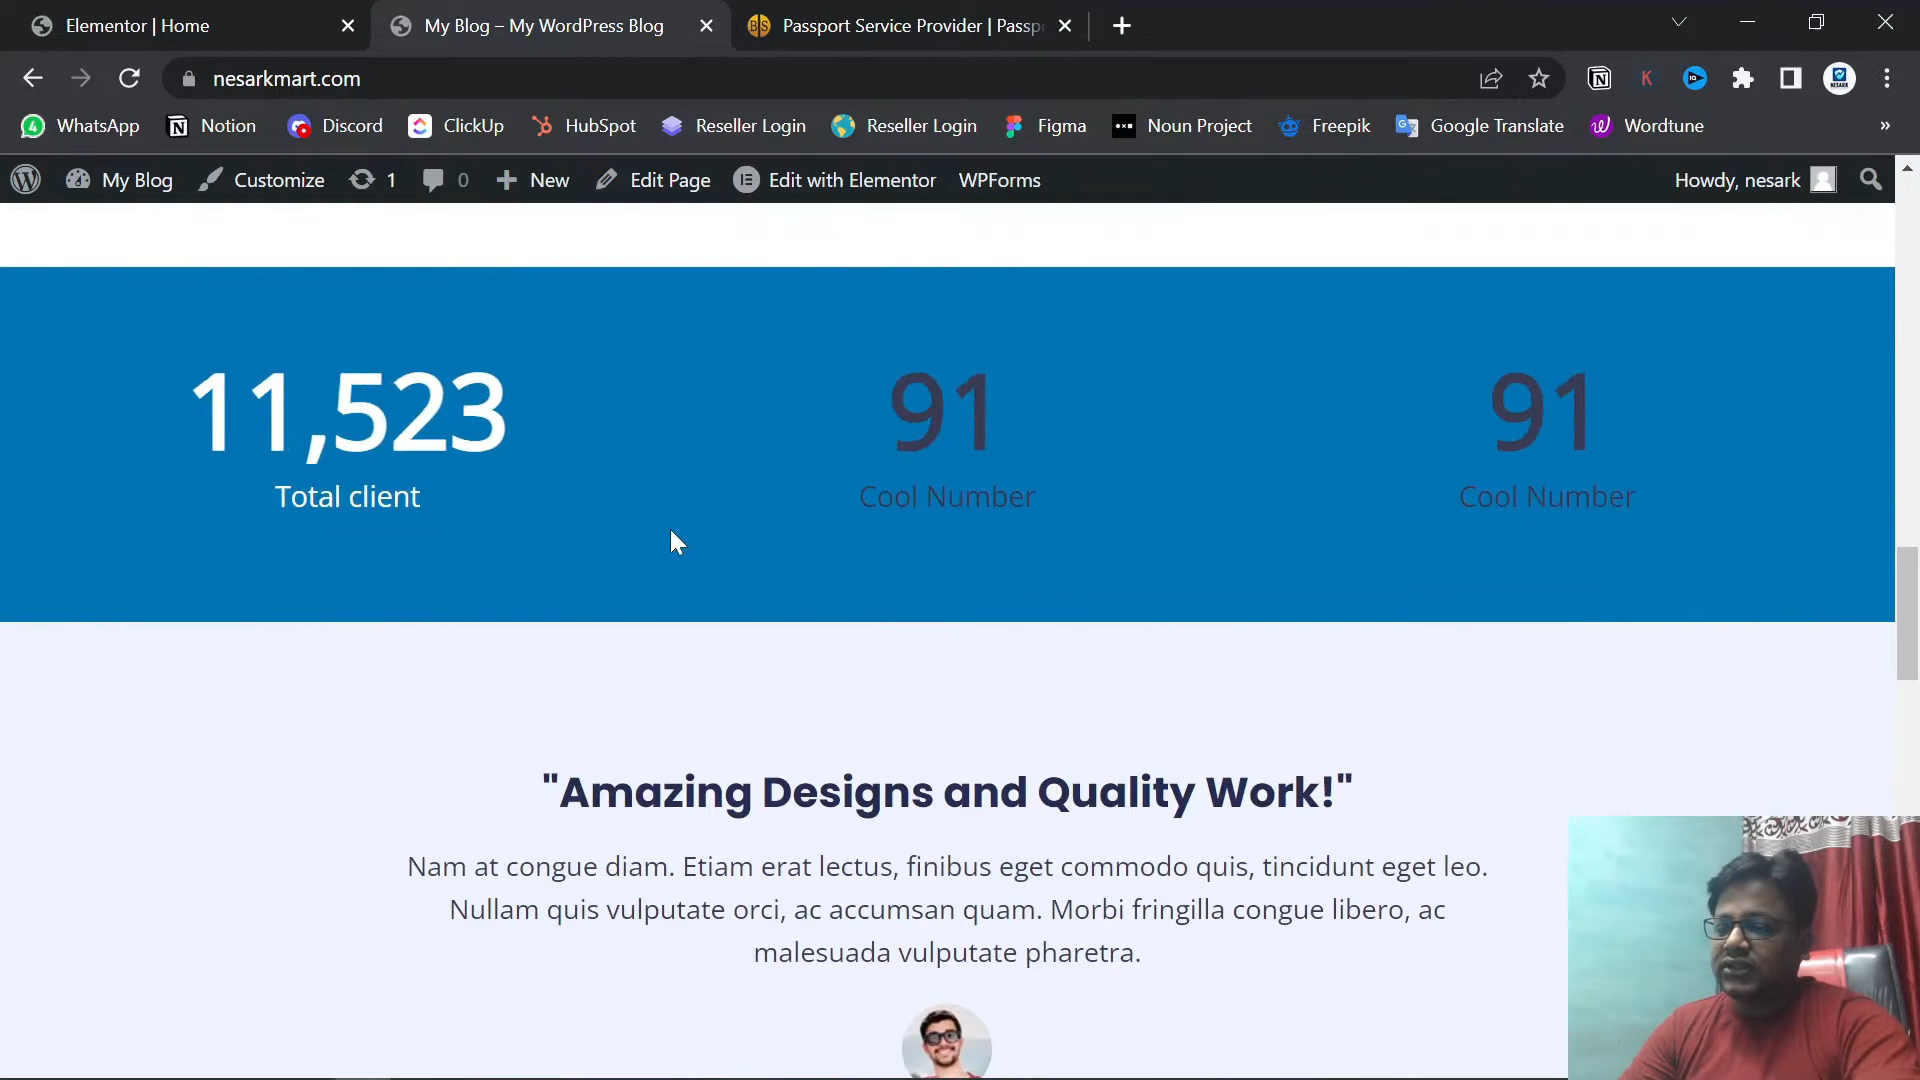 Elementor | Home
My Blog – My WordPress Blog
Passport Service Provider | Passp
nesarkmart.com
WhatsApp
Notion
Discord
ClickUp
HubSpot
Reseller Login
Reseller Login
Figma
Noun Project
Freepik
Google Translate
Wordtune
»
My Blog
Customize
1
0
New
Edit Page
Edit with Elementor
WPForms
Howdy, nesark
11,523
Total client
91
Cool Number
91
Cool Number
"Amazing Designs and Quality Work!"
Nam at congue diam. Etiam erat lectus, finibus eget commodo quis, tincidunt eget leo.
Nullam quis vulputate orci, ac accumsan quam. Morbi fringilla congue libero, ac
malesuada vulputate pharetra.